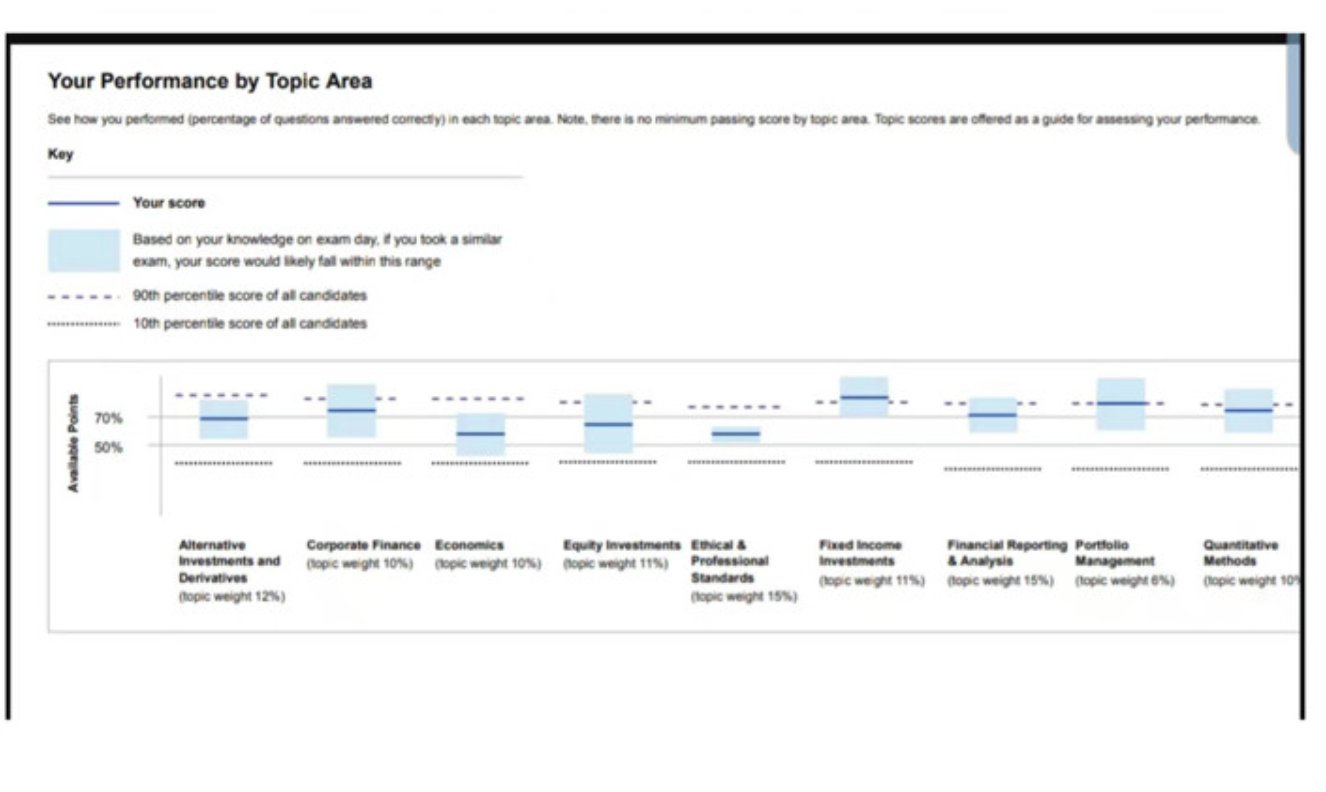 Your Performance by Topic Area
See how you performed (percentage of questions answered correctly) in each topic area. Note, there is no minimum passing score by topic area. Topic scores are offered as a guide for assessing your performance.
Key
Your score
Based on your knowledge on exam day, if you took a similar
exam, your score would likely fall within this range
90th percentile score of all candidates
10th percentile score of all candidates
Available Points
70%
50%
Alternative
Investments and
Derivatives
(topic weight 12%)
Corporate Finance
(topic weight 10%)
Economics
(topic weight 10%)
Equity Investments
(topic weight 11%)
Ethical &
Professional
Standards
(topic weight 15%)
Fixed Income
Investments
(topic weight 11%)
Financial Reporting
& Analysis
(topic weight 15%)
Portfolio
Management
(topic weight 6%)
Quantitative
Methods
(topic weight 10%